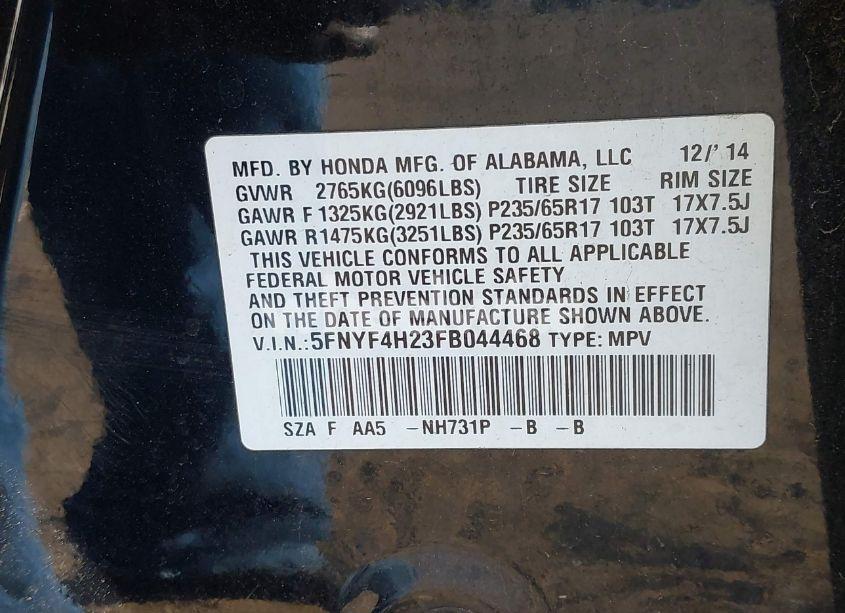 MFD. BY HONDA MFG. OF ALABAMA, LLC 12/' 14
GVWR 2765KG(6096LBS) TIRE SIZE RIM SIZE
GAWR F 1325KG(2921LBS) P235/65R17 103T 17X7.5J
GAWR R1475KG(3251LBS) P235/65R17 103T 17X7.5J
THIS VEHICLE CONFORMS TO ALL APPLICABLE
FEDERAL MOTOR VEHICLE SAFETY
AND THEFT PREVENTION STANDARDS IN EFFECT
ON THE DATE OF MANUFACTURE SHOWN ABOVE.
V.I.N.:5FNYF4H23FB044468 TYPE: MPV
SZA F AA5 -NH731P -B -B